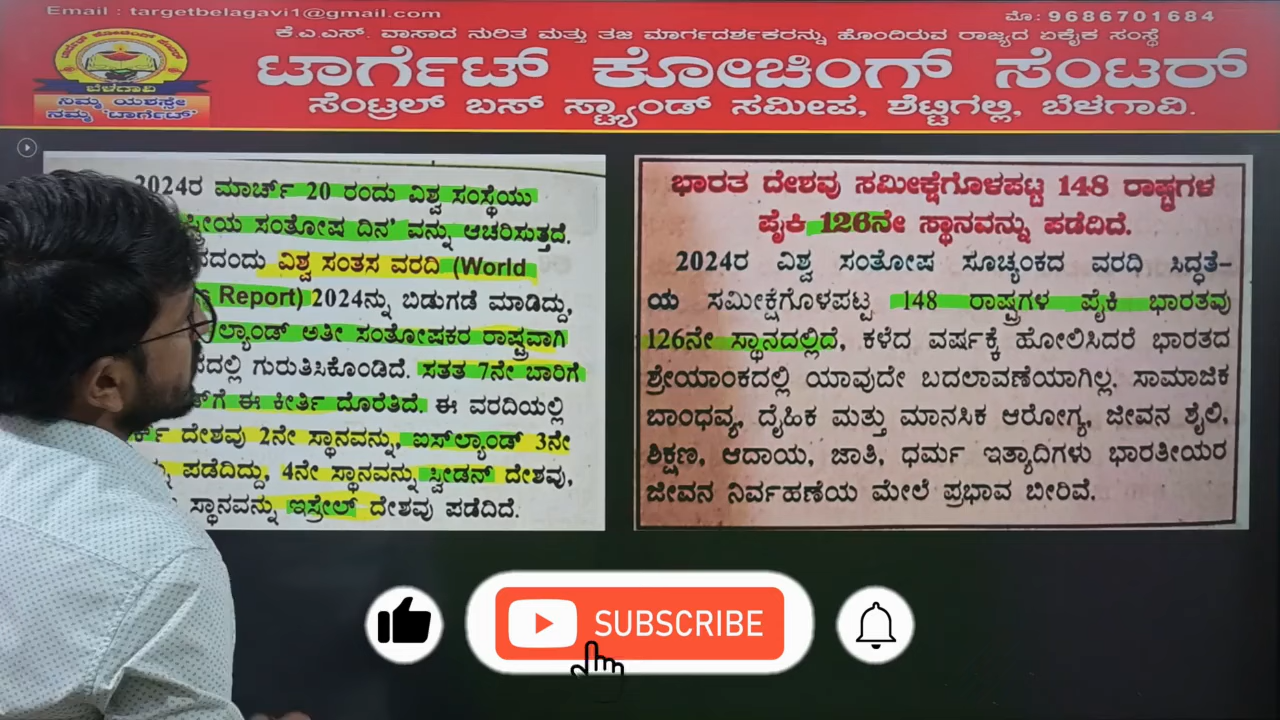 Email : targetbelagavi1@gmail.com
ಮೊ: 9686701684
ಕೆ.ಎ.ಎಸ್. ಪಾಸಾದ ನುರಿತ ಮತ್ತು ತಜ್ಞ ಮಾರ್ಗದರ್ಶಕರನ್ನು ಹೊಂದಿರುವ ರಾಜ್ಯದ ಏಕೈಕ ಸಂಸ್ಥೆ
ಟಾರ್ಗೆಟ್ ಕೋಚಿಂಗ್ ಸೆಂಟರ್
ಸೆಂಟ್ರಲ್ ಬಸ್ ಸ್ಟ್ಯಾಂಡ್ ಸಮೀಪ, ಶೆಟ್ಟಿಗಲ್ಲಿ, ಬೆಳಗಾವಿ.
ಬೆಳಗಾವಿ
ನಿಮ್ಮ ಯಶಸ್ಸೇ
ನಮ್ಮ 'ಟಾರ್ಗೆಟ್'
2024ರ ಮಾರ್ಚ್ 20 ರಂದು ವಿಶ್ವ ಸಂಸ್ಥೆಯು
ಸಂತೋಷ ದಿನ' ವನ್ನು ಆಚರಿಸುತ್ತದೆ.
ವಿಶ್ವ ಸಂತಸ ವರದಿ (World
Report) 2024ನ್ನು ಬಿಡುಗಡೆ ಮಾಡಿದ್ದು,
ಅತೀ ಸಂತೋಷಕರ ರಾಷ್ಟ್ರವಾಗಿ
ಗುರುತಿಸಿಕೊಂಡಿದೆ. ಸತತ 7ನೇ ಬಾರಿಗೆ
ಈ ಕೀರ್ತಿ ದೊರೆತಿದೆ. ಈ ವರದಿಯಲ್ಲಿ
ದೇಶವು 2ನೇ ಸ್ಥಾನವನ್ನು, ಐಸ್‌ಲ್ಯಾಂಡ್ 3ನೇ
ಪಡೆದಿದ್ದು, 4ನೇ ಸ್ಥಾನವನ್ನು ಸ್ವೀಡನ್ ದೇಶವು,
ಸ್ಥಾನವನ್ನು ಇಸ್ರೇಲ್ ದೇಶವು ಪಡೆದಿದೆ.
ಭಾರತ ದೇಶವು ಸಮೀಕ್ಷೆಗೊಳಪಟ್ಟ 148 ರಾಷ್ಟ್ರಗಳ
ಪೈಕಿ 126ನೇ ಸ್ಥಾನವನ್ನು ಪಡೆದಿದೆ.
2024ರ ವಿಶ್ವ ಸಂತೋಷ ಸೂಚ್ಯಂಕದ ವರದಿ ಸಿದ್ಧತೆ-
ಯ ಸಮೀಕ್ಷೆಗೊಳಪಟ್ಟ 148 ರಾಷ್ಟ್ರಗಳ ಪೈಕಿ ಭಾರತವು
126ನೇ ಸ್ಥಾನದಲ್ಲಿದೆ, ಕಳೆದ ವರ್ಷಕ್ಕೆ ಹೋಲಿಸಿದರೆ ಭಾರತದ
ಶ್ರೇಯಾಂಕದಲ್ಲಿ ಯಾವುದೇ ಬದಲಾವಣೆಯಾಗಿಲ್ಲ. ಸಾಮಾಜಿಕ
ಬಾಂಧವ್ಯ, ದೈಹಿಕ ಮತ್ತು ಮಾನಸಿಕ ಆರೋಗ್ಯ, ಜೀವನ ಶೈಲಿ,
ಶಿಕ್ಷಣ, ಆದಾಯ, ಜಾತಿ, ಧರ್ಮ ಇತ್ಯಾದಿಗಳು ಭಾರತೀಯರ
ಜೀವನ ನಿರ್ವಹಣೆಯ ಮೇಲೆ ಪ್ರಭಾವ ಬೀರಿವೆ.
SUBSCRIBE